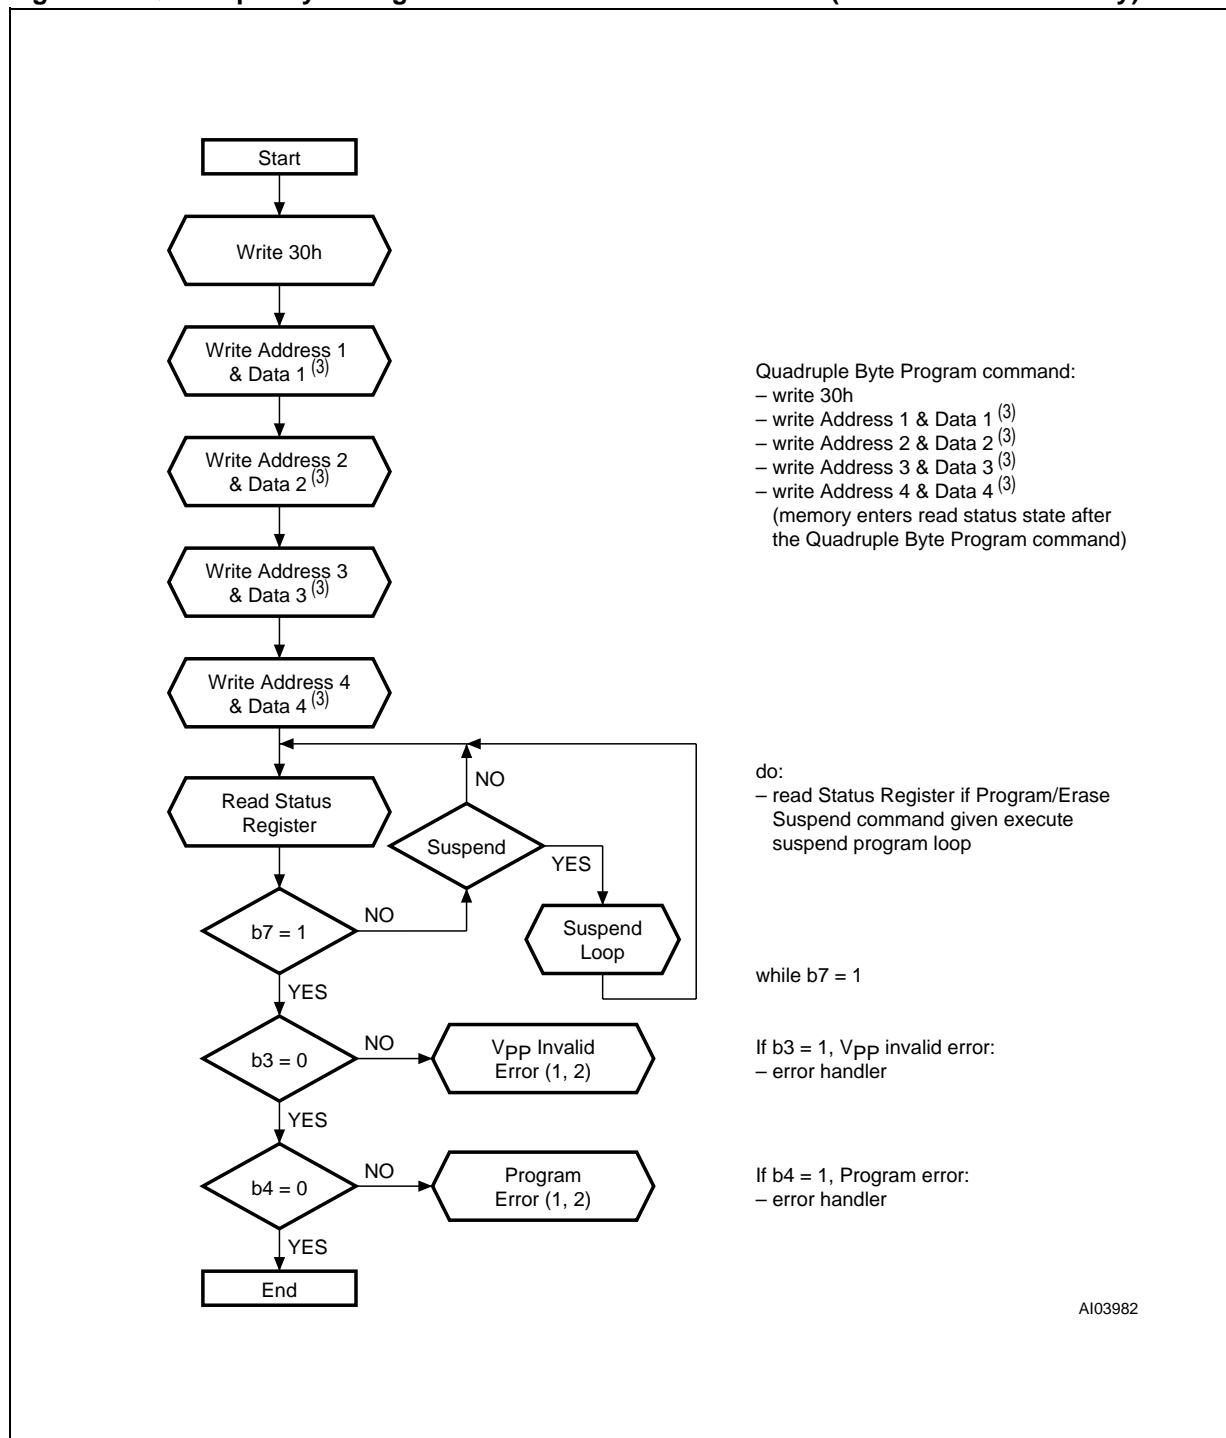 Start
Write 30h
Write Address 1
& Data 1 (3)
Write Address 2
& Data 2 (3)
Write Address 3
& Data 3 (3)
Write Address 4
& Data 4 (3)
Read Status
Register
NO
Suspend
YES
Suspend
Loop
b7 = 1
NO
YES
b3 = 0
NO
VPP Invalid
Error (1, 2)
YES
b4 = 0
NO
Program
Error (1, 2)
YES
End
Quadruple Byte Program command:
– write 30h
– write Address 1 & Data 1 (3)
– write Address 2 & Data 2 (3)
– write Address 3 & Data 3 (3)
– write Address 4 & Data 4 (3)
(memory enters read status state after
the Quadruple Byte Program command)
do:
– read Status Register if Program/Erase
Suspend command given execute
suspend program loop
while b7 = 1
If b3 = 1, VPP invalid error:
– error handler
If b4 = 1, Program error:
– error handler
AI03982